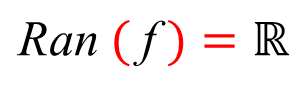 Ran (f) = ℝ